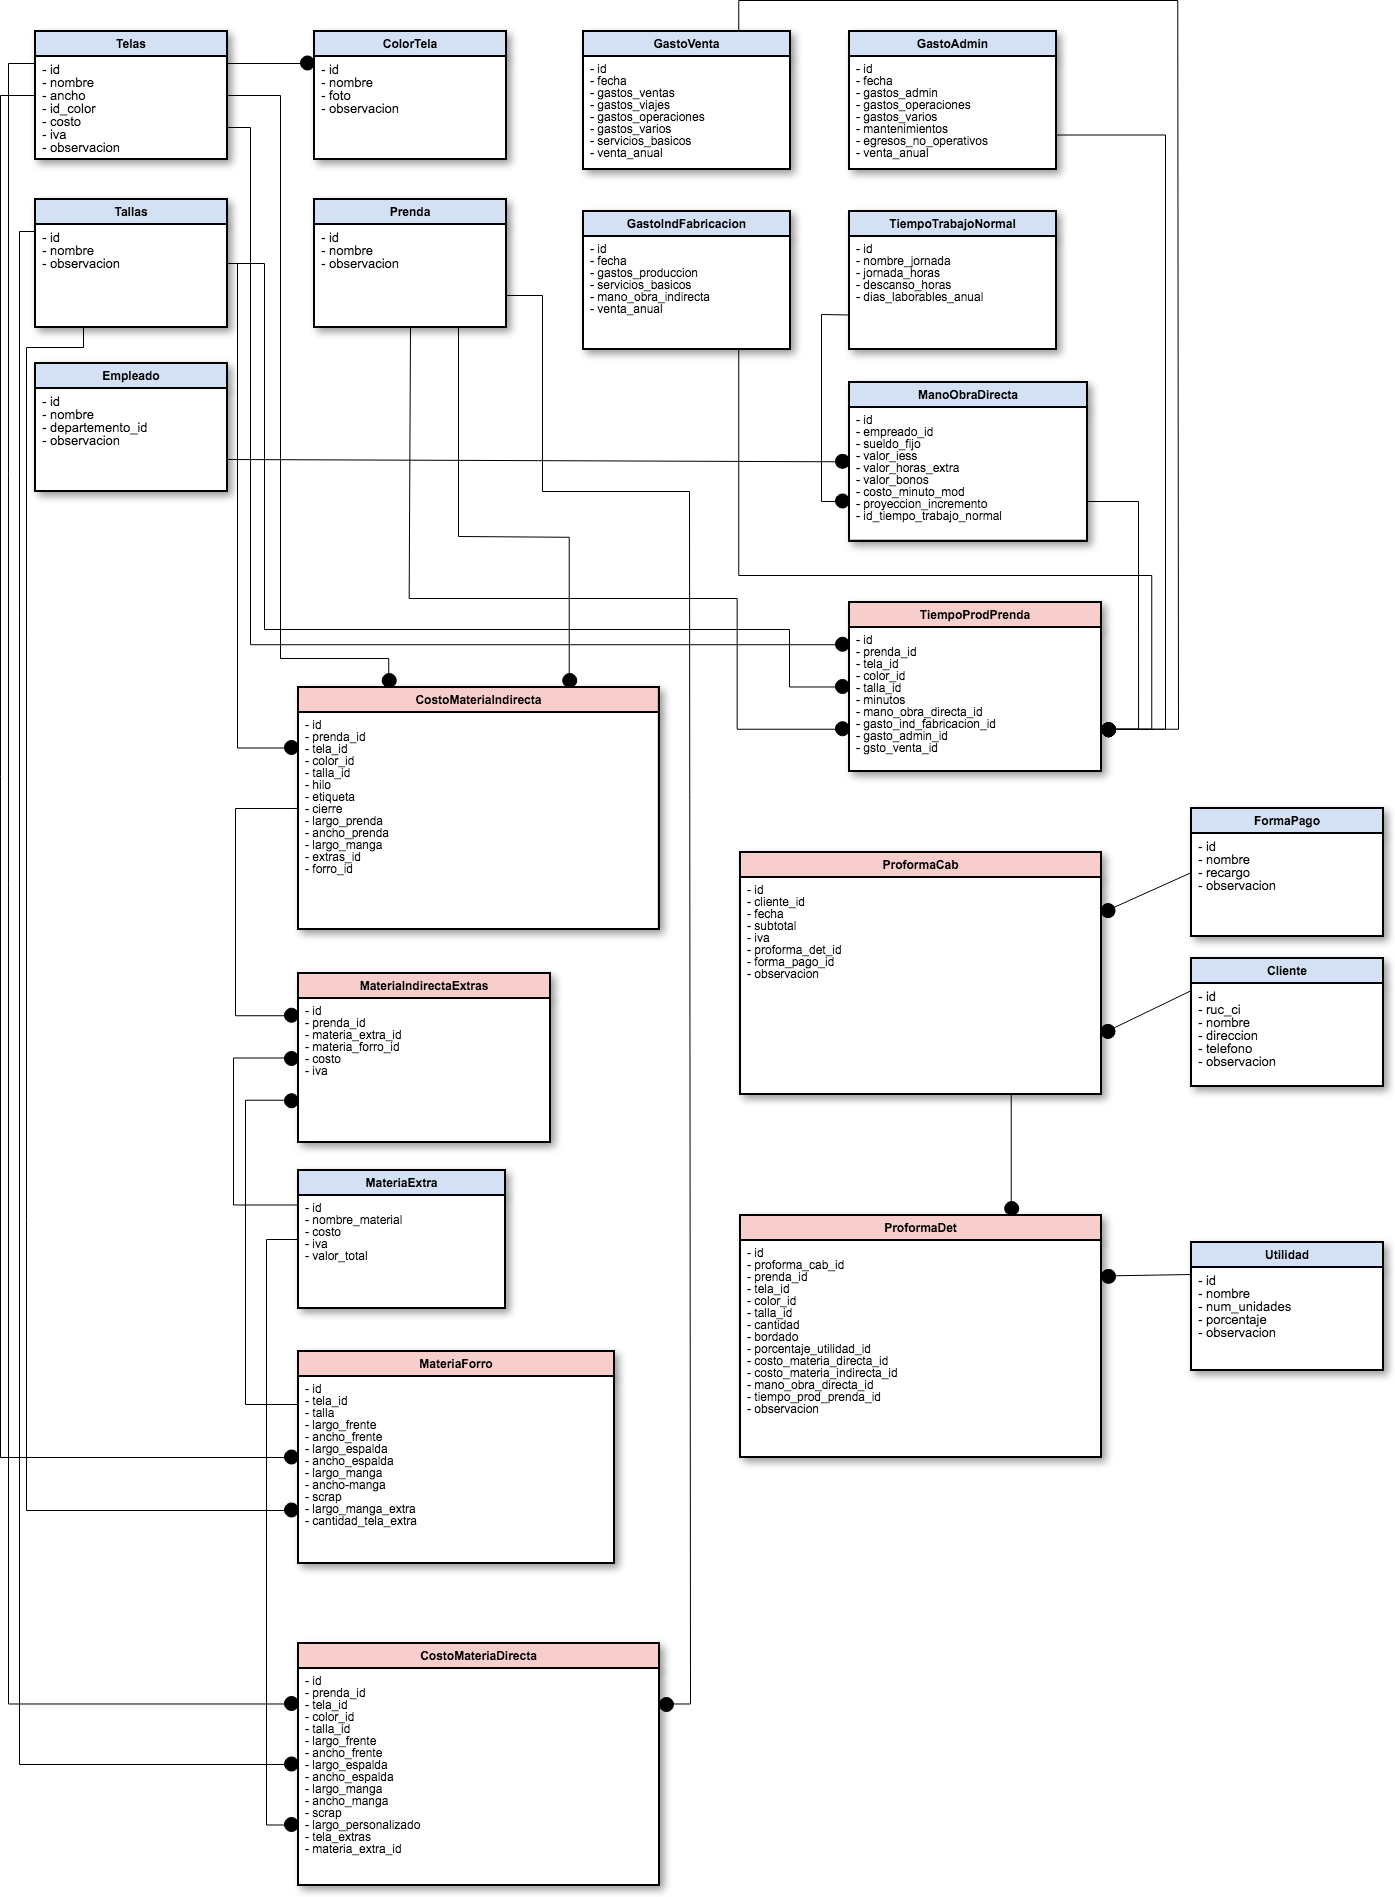 Telas
- id
- nombre
- ancho
- id_color
- costo
- iva
- observacion
ColorTela
- id
- nombre
- foto
- observacion
GastoVenta
- id
- fecha
- gastos_ventas
- gastos_viajes
- gastos_operaciones
- gastos_varios
- servicios_basicos
- venta_anual
GastoAdmin
- id
- fecha
- gastos_admin
- gastos_operaciones
- gastos_varios
- mantenimientos
- egresos_no_operativos
- venta_anual
Tallas
- id
- nombre
- observacion
Prenda
- id
- nombre
- observacion
GastoIndFabricacion
- id
- fecha
- gastos_produccion
- servicios_basicos
- mano_obra_indirecta
- venta_anual
TiempoTrabajoNormal
- id
- nombre_jornada
- jornada_horas
- descanso_horas
- dias_laborables_anual
Empleado
- id
- nombre
- departamento_id
- observacion
ManoObraDirecta
- id
- empreado_id
- sueldo_fijo
- valor_iess
- valor_horas_extra
- valor_bonos
- costo_minuto_mod
- proyeccion_incremento
- id_tiempo_trabajo_normal
TiempoProdPrenda
- id
- prenda_id
- tela_id
- color_id
- talla_id
- minutos
- mano_obra_directa_id
- gasto_ind_fabricacion_id
- gasto_admin_id
- gsto_venta_id
CostoMateriaIndirecta
- id
- prenda_id
- tela_id
- color_id
- talla_id
- hilo
- etiqueta
- cierre
- largo_prenda
- ancho_prenda
- largo_manga
- extras_id
- forro_id
FormaPago
- id
- nombre
- recargo
- observacion
ProformaCab
- id
- cliente_id
- fecha
- subtotal
- iva
- proforma_det_id
- forma_pago_id
- observacion
Cliente
- id
- ruc_ci
- nombre
- direccion
- telefono
- observacion
MateriaIndirectaExtras
- id
- prenda_id
- materia_extra_id
- materia_forro_id
- costo
- iva
MateriaExtra
- id
- nombre_material
- costo
- iva
- valor_total
ProformaDet
- id
- proforma_cab_id
- prenda_id
- tela_id
- color_id
- talla_id
- cantidad
- bordado
- porcentaje_utilidad_id
- costo_materia_directa_id
- costo_materia_indirecta_id
- mano_obra_directa_id
- tiempo_prod_prenda_id
- observacion
Utilidad
- id
- nombre
- num_unidades
- porcentaje
- observacion
MateriaForro
- id
- tela_id
- talla
- largo_frente
- ancho_frente
- largo_espalda
- ancho_espalda
- largo_manga
- ancho-manga
- scrap
- largo_manga_extra
- cantidad_tela_extra
CostoMateriaDirecta
- id
- prenda_id
- tela_id
- color_id
- talla_id
- largo_frente
- ancho_frente
- largo_espalda
- ancho_espalda
- largo_manga
- ancho_manga
- scrap
- largo_personalizado
- tela_extras
- materia_extra_id